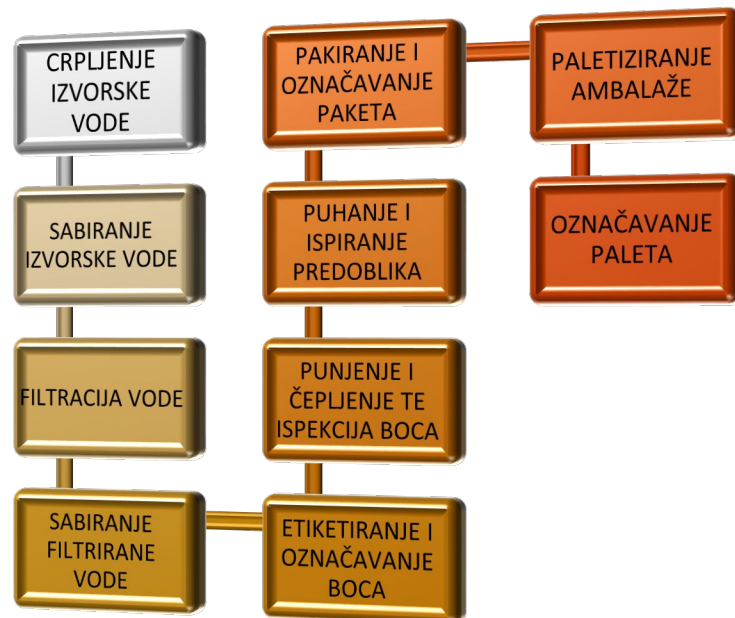 CRPLJENJE
IZVORSKE
VODE
SABIRANJE
IZVORSKE VODE
FILTRACIJA VODE
SABIRANJE
FILTRIRANE
VODE
ETIKETIRANJE I
OZNAČAVANJE
BOCA
PUNJENJE I
ČEPLJENJE TE
ISPEKCIJA BOCA
PUHANJE I
ISPIRANJE
PREDOBLIKA
PAKIRANJE I
OZNAČAVANJE
PAKETA
PALETIZIRANJE
AMBALAŽE
OZNAČAVANJE
PALETA